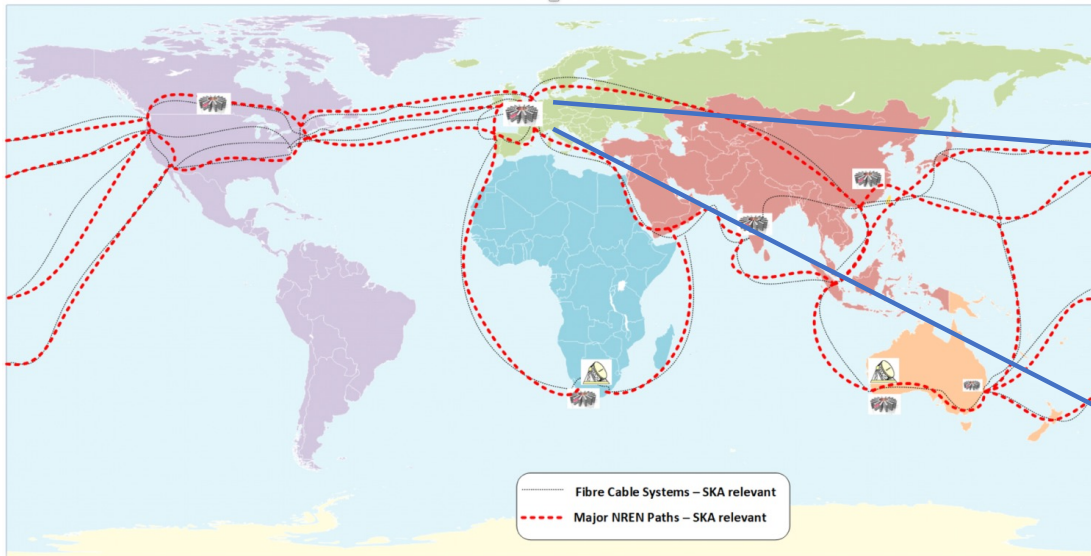 Fibre Cable Systems – SKA relevant
Major NREN Paths – SKA relevant